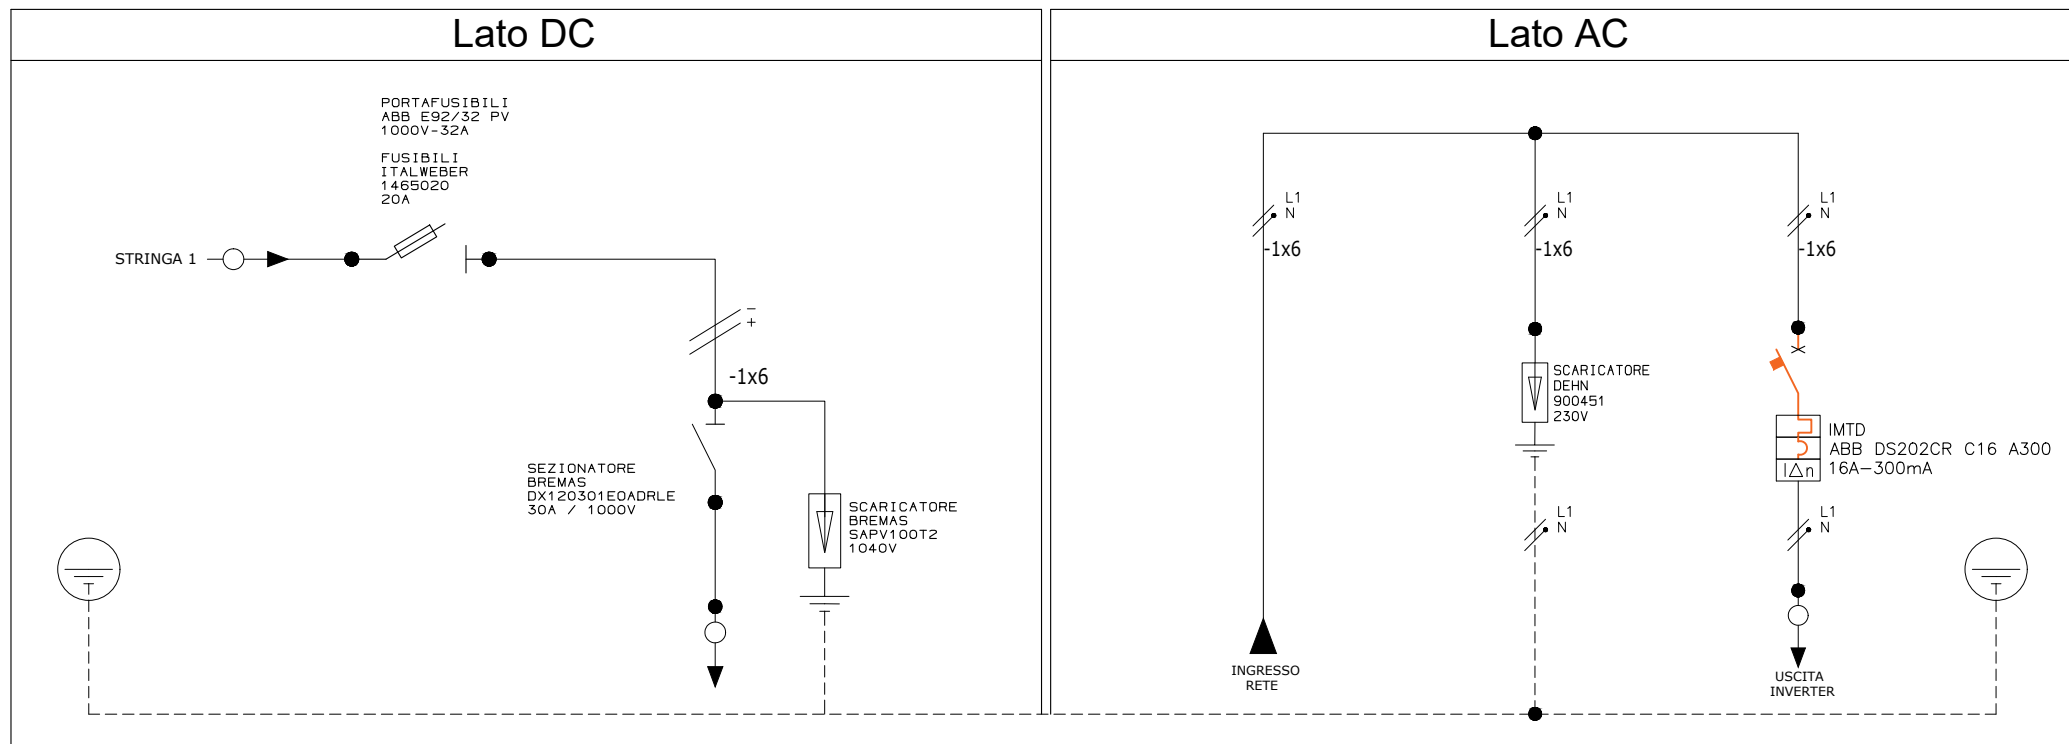 Lato DC
Lato AC
PORTAFUSIBILI
ABB E92/32 PV
1000V-32A
FUSIBILI
ITALWEBER
1465020
20A
STRINGA 1
-
+
-1x6
SEZIONATORE
BREMAS
DX120301E0ADRLE
30A / 1000V
SCARICATORE
BREMAS
SAPV100T2
1040V
L1
N
-1x6
L1
N
-1x6
L1
N
-1x6
SCARICATORE
DEHN
900451
230V
IMTD
ABB DS202CR C16 A300
16A-300mA
I△n
L1
N
L1
N
INGRESSO
RETE
USCITA
INVERTER